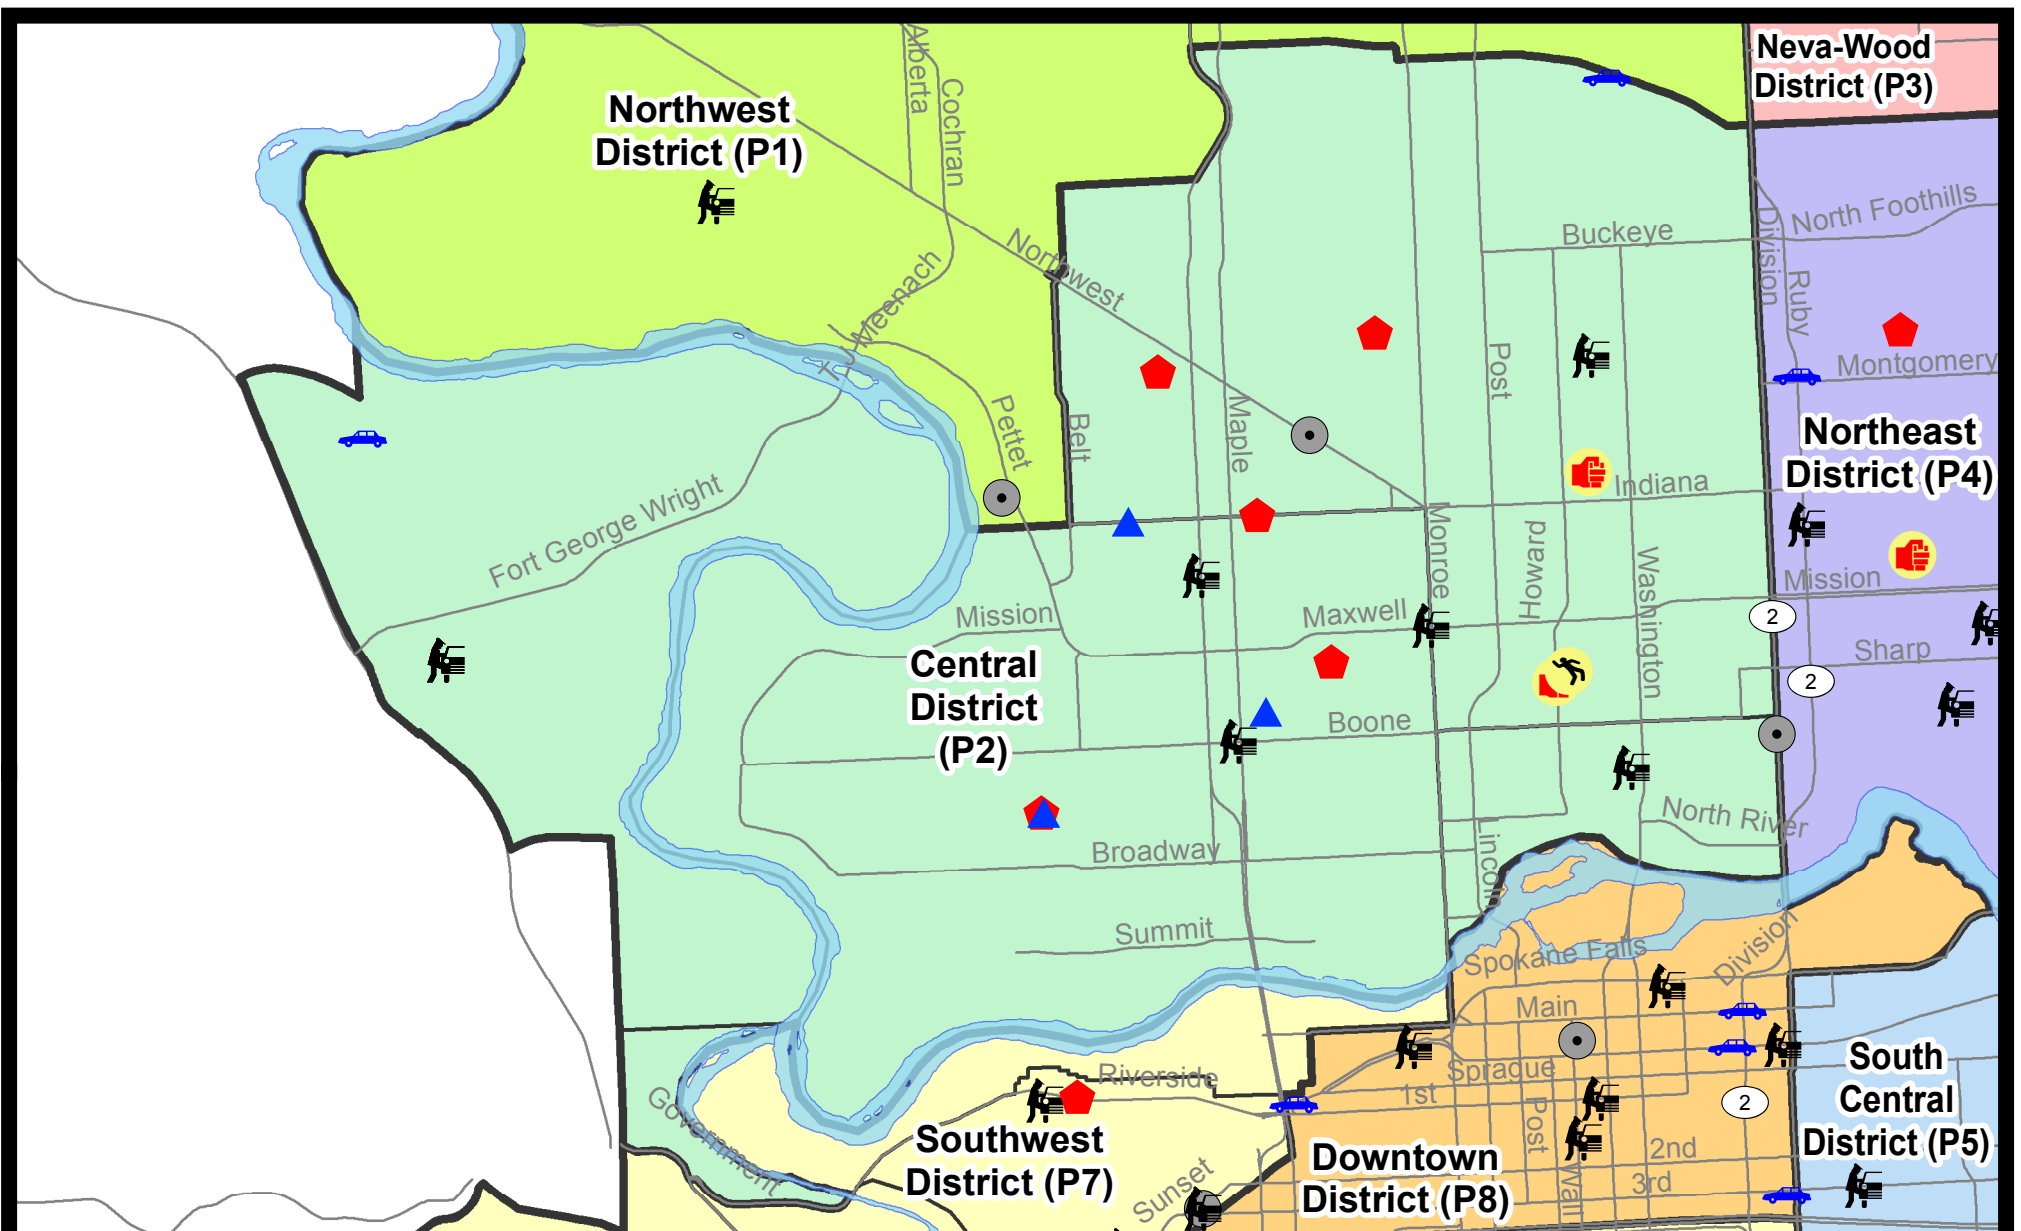 Neva-Wood
District (P3)
Northwest
District (P1)
Alberta
Cochran
North Foothills
Buckeye
Division
Ruby
Northwest
T J Meenach
Montgomery
Post
Pettet
Belt
Maple
Northeast
District (P4)
Indiana
Fort George Wright
Monroe
Howard
Washington
Mission
Mission
Maxwell
2
Sharp
Central
District
(P2)
2
Boone
North River
Broadway
Lincoln
Summit
Spokane Falls
Division
Main
Sprague
Riverside
1st
South
Central
District (P5)
2
Government
Southwest
District (P7)
Post
Downtown
District (P8)
2nd
3rd
Wall
Sunset